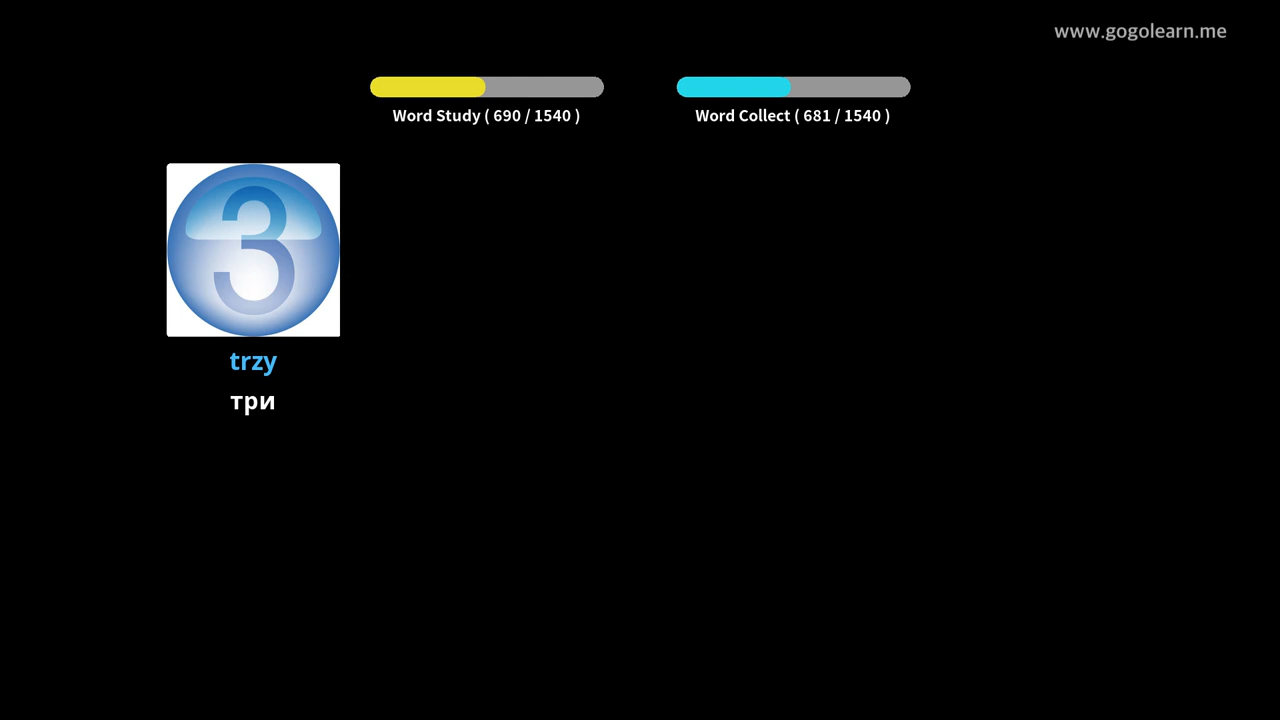 www.gogolearn.me
Word Study ( 690 / 1540 )
Word Collect ( 681 / 1540 )
3
trzy
три